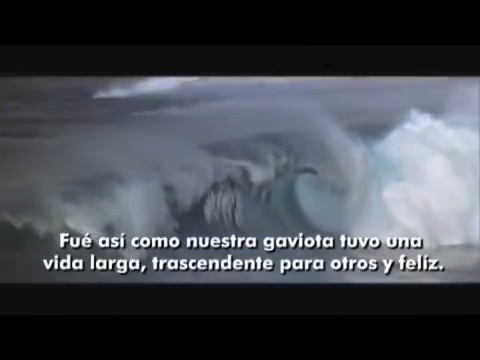 Fué así como nuestra gaviota tuvo una
vida larga, trascendente para otros y felíz.